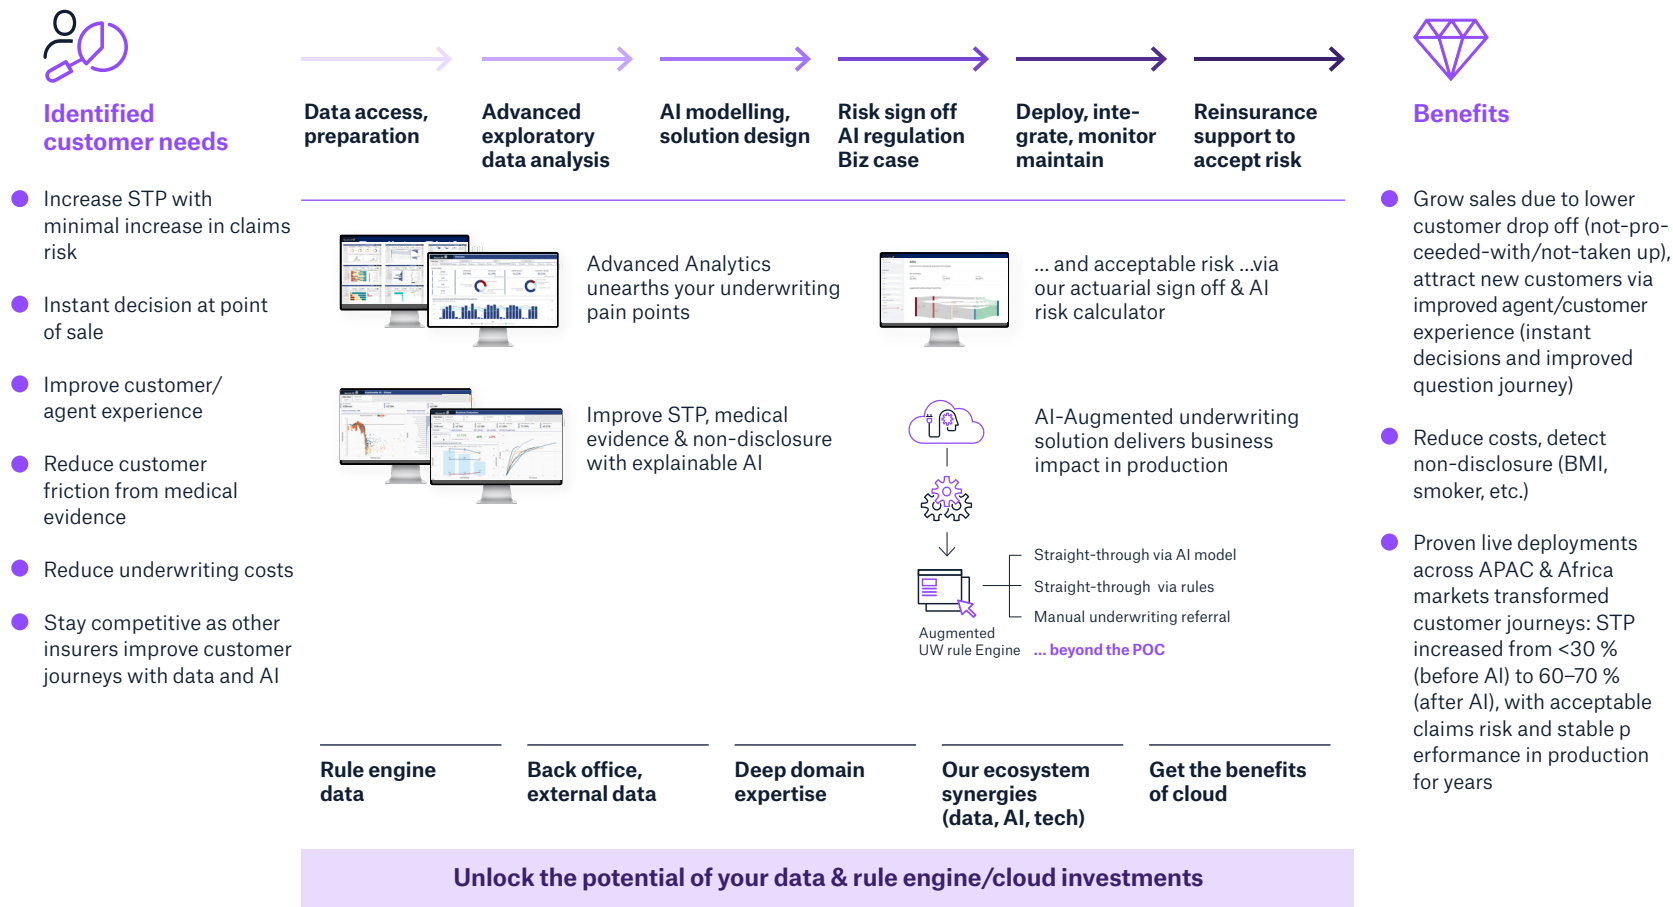 Identified
customer needs
Increase STP with
minimal increase in claims
risk
Instant decision at point
of sale
Improve customer/
agent experience
Reduce customer
friction from medical
evidence
Reduce underwriting costs
Stay competitive as other
insurers improve customer
journeys with data and AI
Data access,
preparation
Advanced
exploratory
data analysis
AI modelling,
solution design
Risk sign off
AI regulation
Biz case
Deploy, inte-
grate, monitor
maintain
Reinsurance
support to
accept risk
Advanced Analytics
unearths your underwriting
pain points
... and acceptable risk ...via
our actuarial sign off & AI
risk calculator
Improve STP, medical
evidence & non-disclosure
with explainable AI
AI-Augmented underwriting
solution delivers business
impact in production
Straight-through via AI model
Straight-through via rules
Manual underwriting referral
Augmented
UW rule Engine
... beyond the POC
Rule engine
data
Back office,
external data
Deep domain
expertise
Our ecosystem
synergies
(data, AI, tech)
Get the benefits
of cloud
Unlock the potential of your data & rule engine/cloud investments
Benefits
Grow sales due to lower
customer drop off (not-pro-
ceeded-with/not-taken up),
attract new customers via
improved agent/customer
experience (instant
decisions and improved
question journey)
Reduce costs, detect
non-disclosure (BMI,
smoker, etc.)
Proven live deployments
across APAC & Africa
markets transformed
customer journeys: STP
increased from <30 %
(before AI) to 60–70 %
(after AI), with acceptable
claims risk and stable p
erformance in production
for years